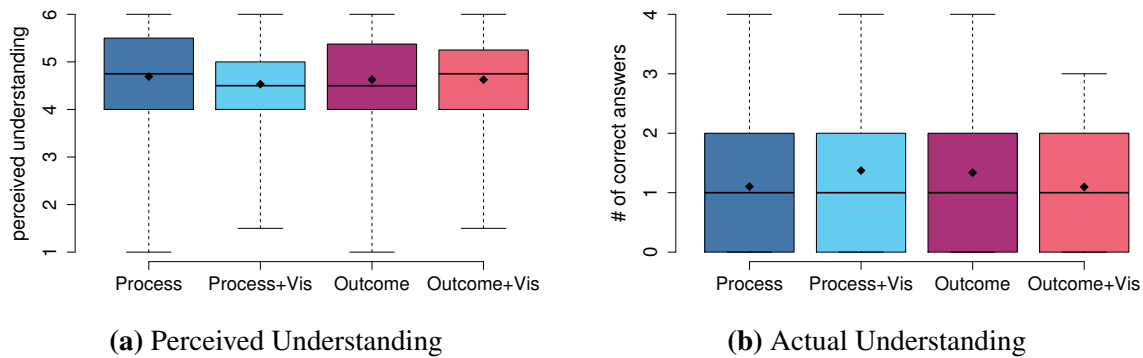 perceived understanding
6
5
4
3
2
1
Process Process+Vis Outcome Outcome+Vis
(a) Perceived Understanding
# of correct answers
4
3
2
1
0
Process Process+Vis Outcome Outcome+Vis
(b) Actual Understanding